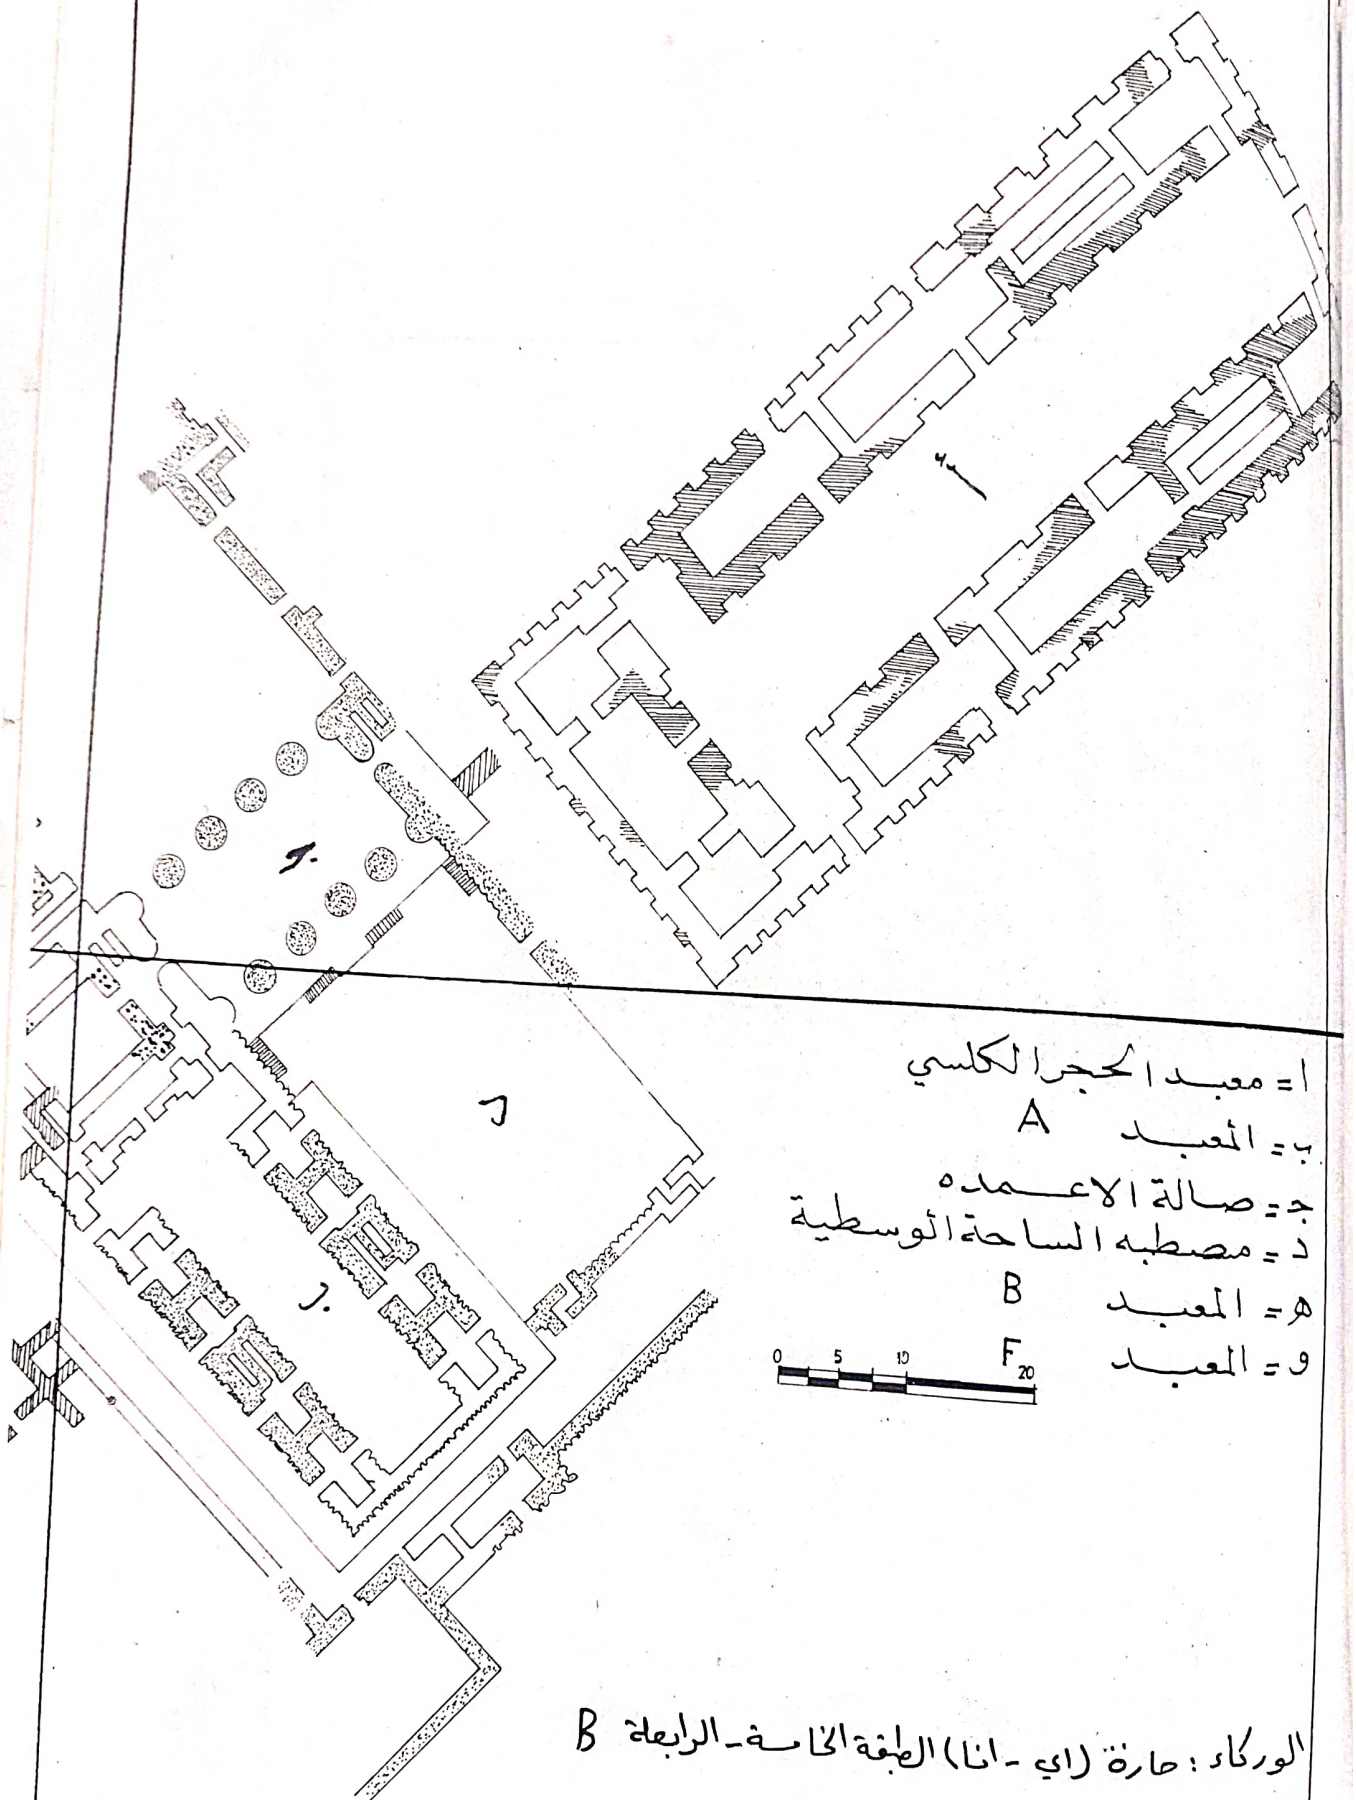 ا = معبد الحجر الكلسي
ب = المعبد A
ج = صالة الاعمده
د = مصطبه الساحة الوسطية
هـ = المعبد B
و = المعبد F
0 5 10 20
الوركاء : حارة (اي - انا) الطبقة الخامسة - الرابعة B